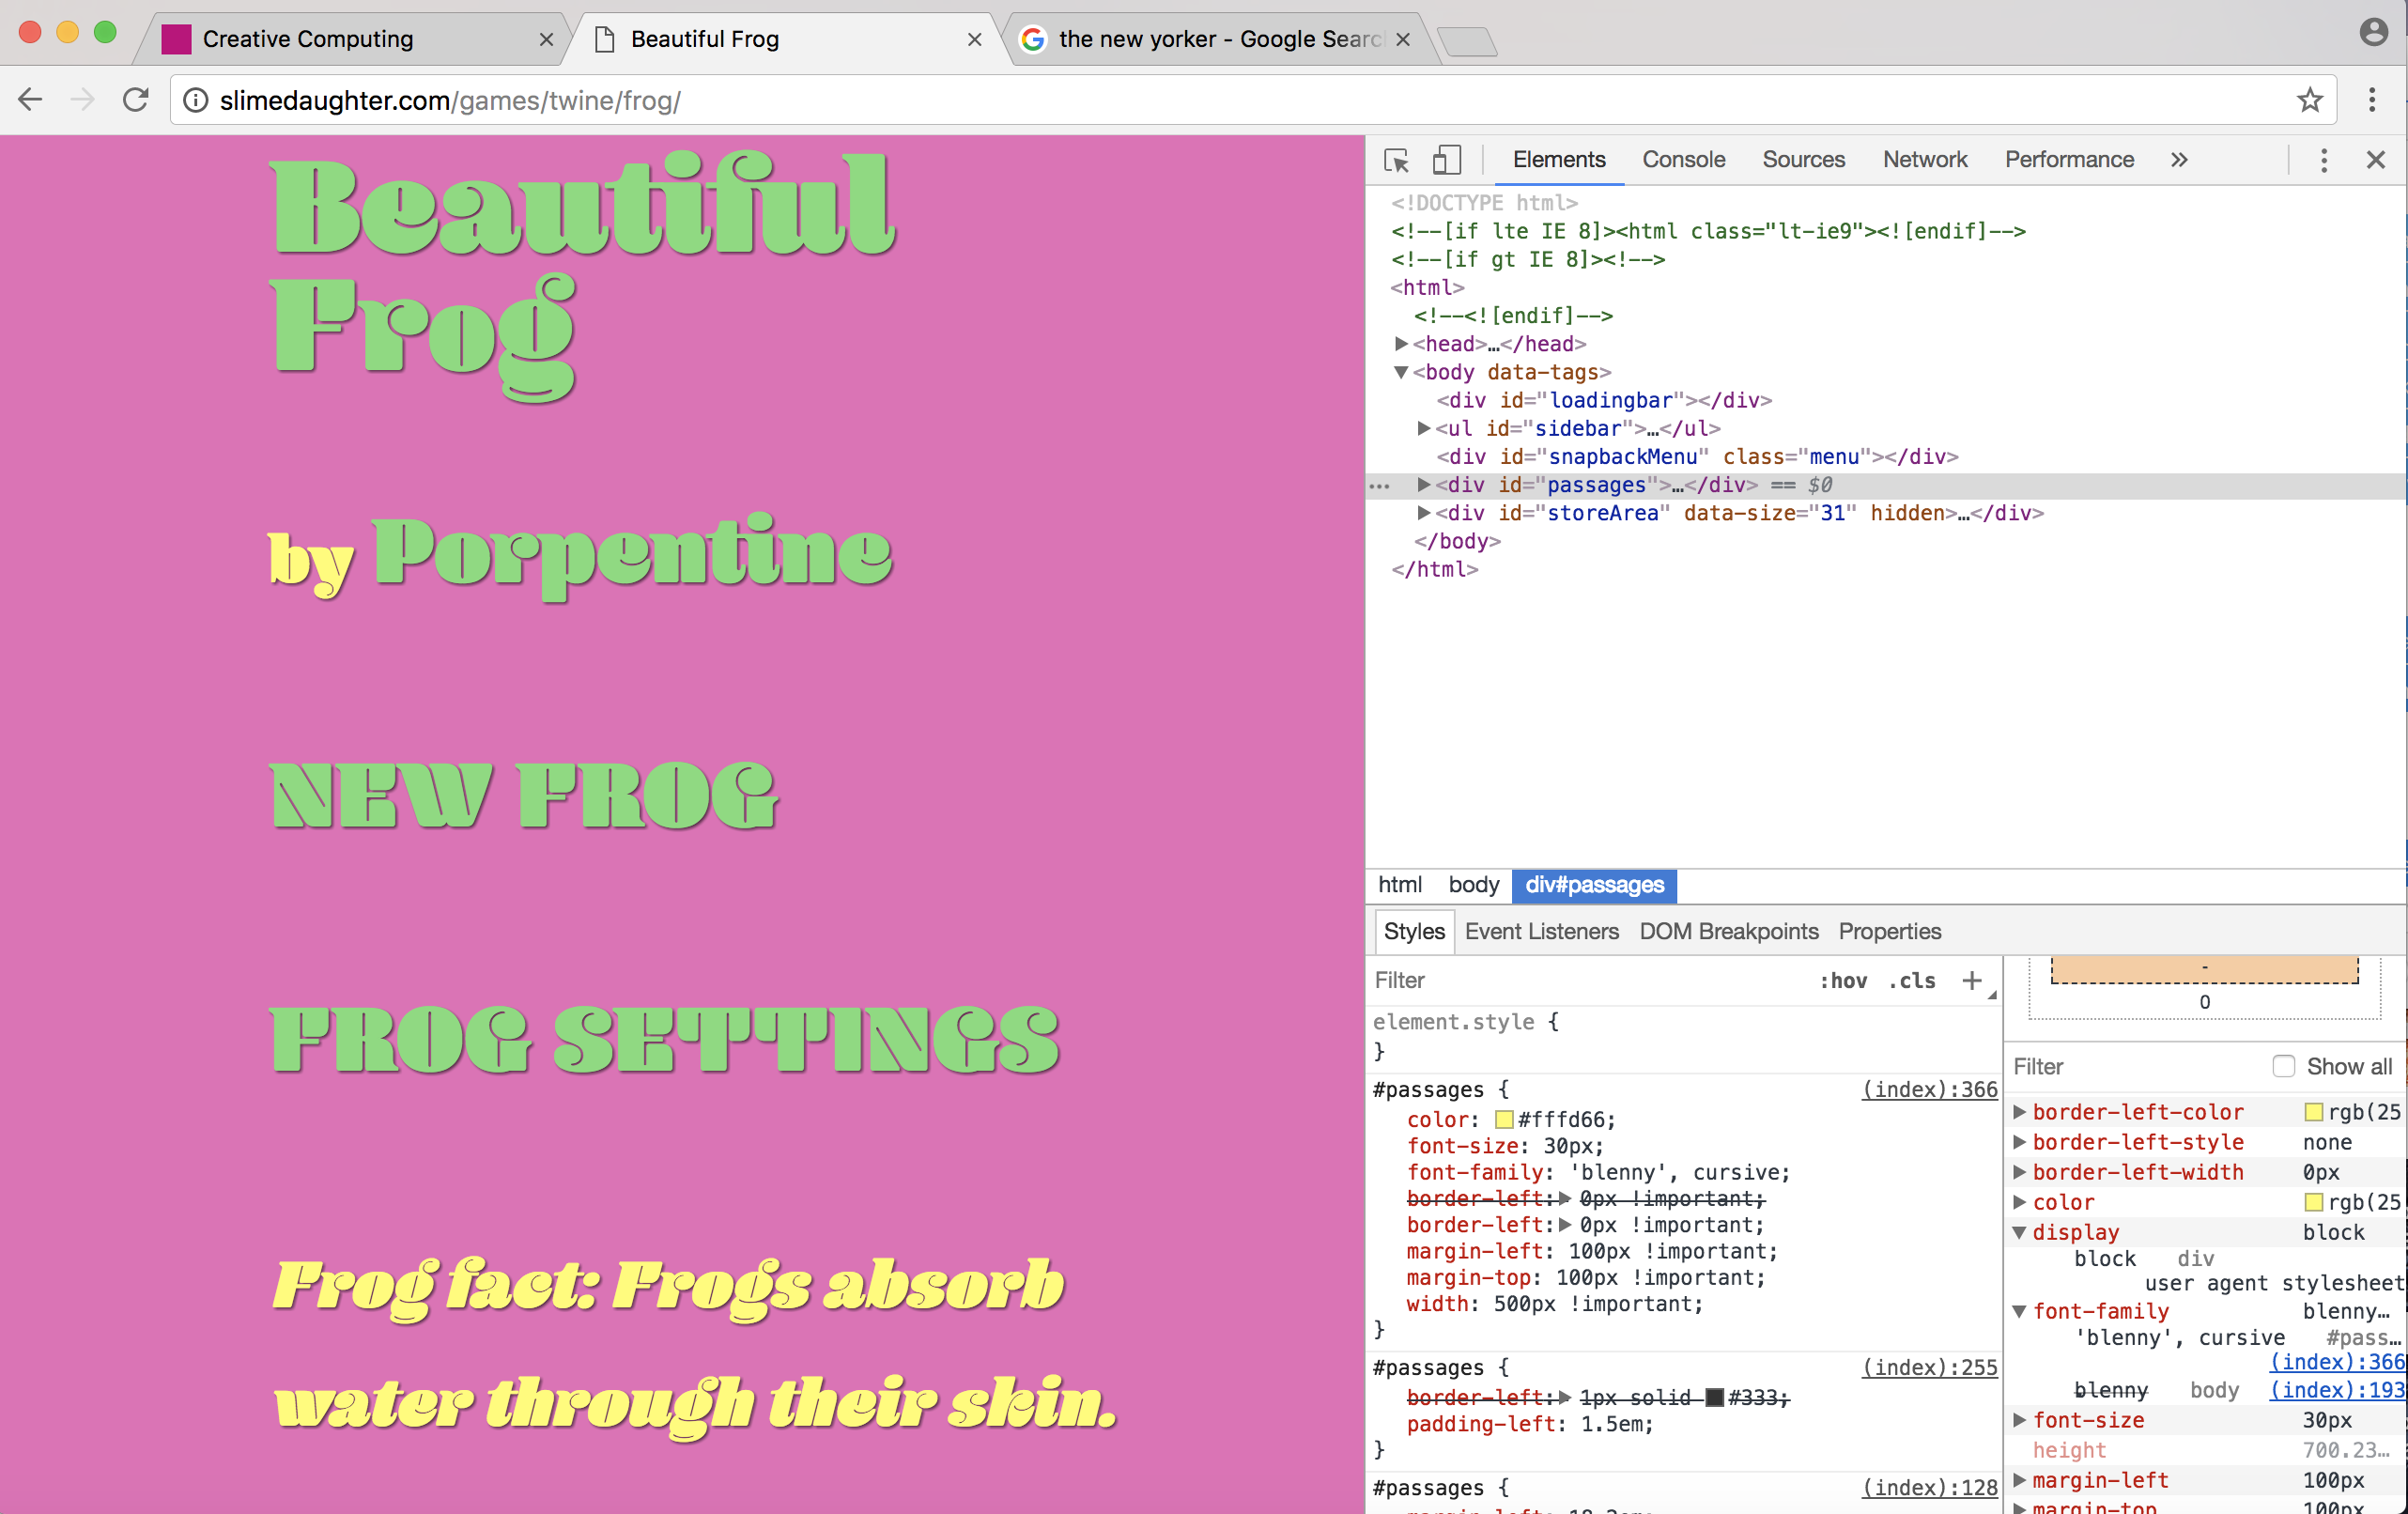 Creative Computing
Beautiful Frog
the new yorker - Google Searc
slimedaughter.com/games/twine/frog/
Beautiful
Frog
by Porpentine
NEW FROG
FROG SETTINGS
Frog fact: Frogs absorb
water through their skin.
Elements Console Sources Network Performance »
<!DOCTYPE html>
<!--[if lte IE 8]><html class="lt-ie9"><![endif]-->
<!--[if gt IE 8]><!-->
<html>
<!--<![endif]-->
<head>…</head>
<body data-tags>
<div id="loadingbar"></div>
<ul id="sidebar">…</ul>
<div id="snapbackMenu" class="menu"></div>
<div id="passages">…</div> == $0
<div id="storeArea" data-size="31" hidden>…</div>
</body>
</html>
html body div#passages
Styles Event Listeners DOM Breakpoints Properties
Filter :hov .cls +
element.style {
}
#passages { (index):366
color: #fffd66;
font-size: 30px;
font-family: 'blenny', cursive;
border-left: 0px !important;
border-left: 0px !important;
margin-left: 100px !important;
margin-top: 100px !important;
width: 500px !important;
}
#passages { (index):255
border-left: 1px solid #333;
padding-left: 1.5em;
}
#passages { (index):128
-
0
Filter Show all
border-left-color rgb(25
border-left-style none
border-left-width 0px
color rgb(25
display block
block div
user agent stylesheet
font-family blenny…
'blenny', cursive #pass…
(index):366
blenny body (index):193
font-size 30px
height 700.23…
margin-left 100px
margin-top 100px